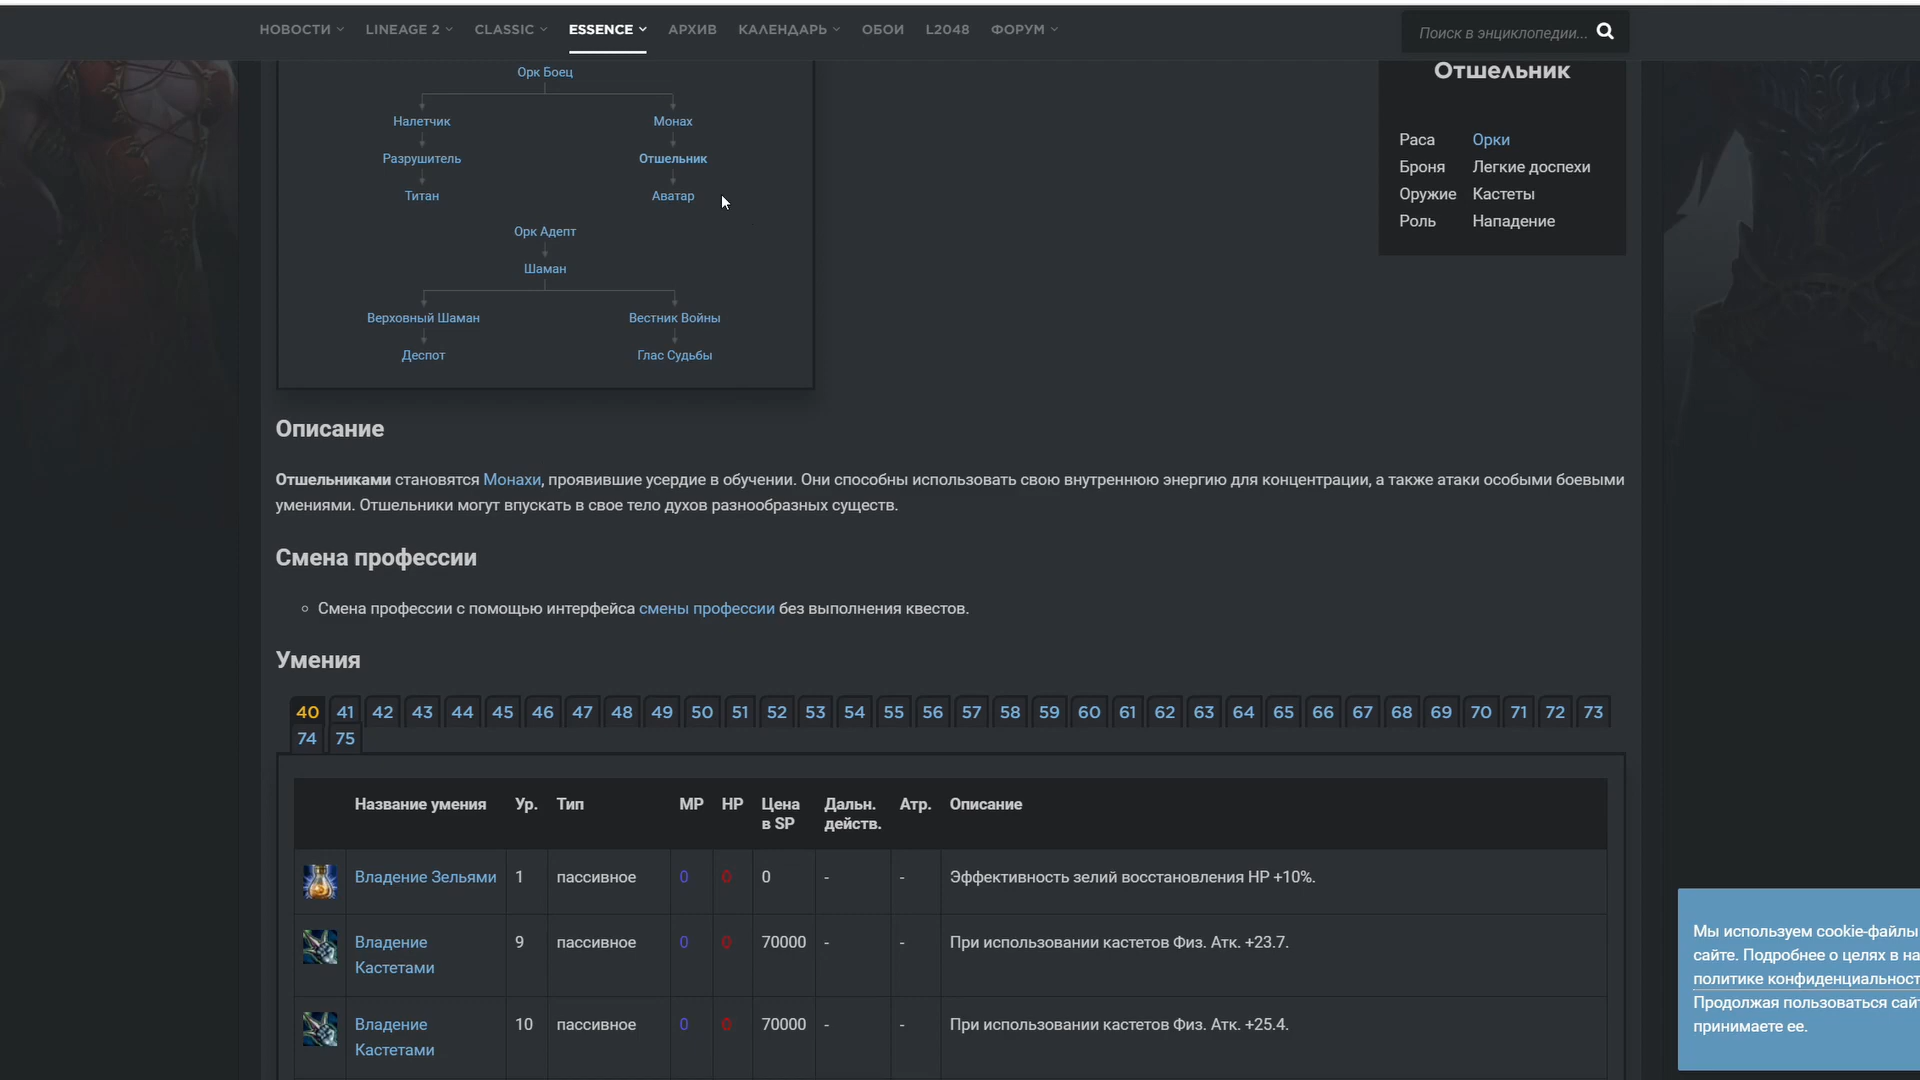 НОВОСТИ LINEAGE 2 CLASSIC ESSENCE АРХИВ КАЛЕНДАРЬ ОБОИ L2048 ФОРУМ Поиск в энциклопедии...
Орк Боец
Налетчик Монах
Разрушитель Отшельник
Титан Аватар
Орк Адепт
Шаман
Верховный Шаман Вестник Войны
Деспот Глас Судьбы
Отшельник
Раса Орки
Броня Легкие доспехи
Оружие Кастеты
Роль Нападение
Описание
Отшельниками становятся Монахи, проявившие усердие в обучении. Они способны использовать свою внутреннюю энергию для концентрации, а также атаки особыми боевыми
умениями. Отшельники могут впускать в свое тело духов разнообразных существ.
Смена профессии
Смена профессии с помощью интерфейса смены профессии без выполнения квестов.
Умения
40 41 42 43 44 45 46 47 48 49 50 51 52 53 54 55 56 57 58 59 60 61 62 63 64 65 66 67 68 69 70 71 72 73
74 75
Название умения Ур. Тип MP HP Цена Дальн. Атр. Описание
в SP действ.
Владение Зельями 1 пассивное 0 0 0 - - Эффективность зелий восстановления HP +10%.
Владение 9 пассивное 0 0 70000 - - При использовании кастетов Физ. Атк. +23.7.
Кастетами
Владение 10 пассивное 0 0 70000 - - При использовании кастетов Физ. Атк. +25.4.
Кастетами
Мы используем cookie-файлы
сайте. Подробнее о целях в на
политике конфиденциальност
Продолжая пользоваться сайт
принимаете ее.